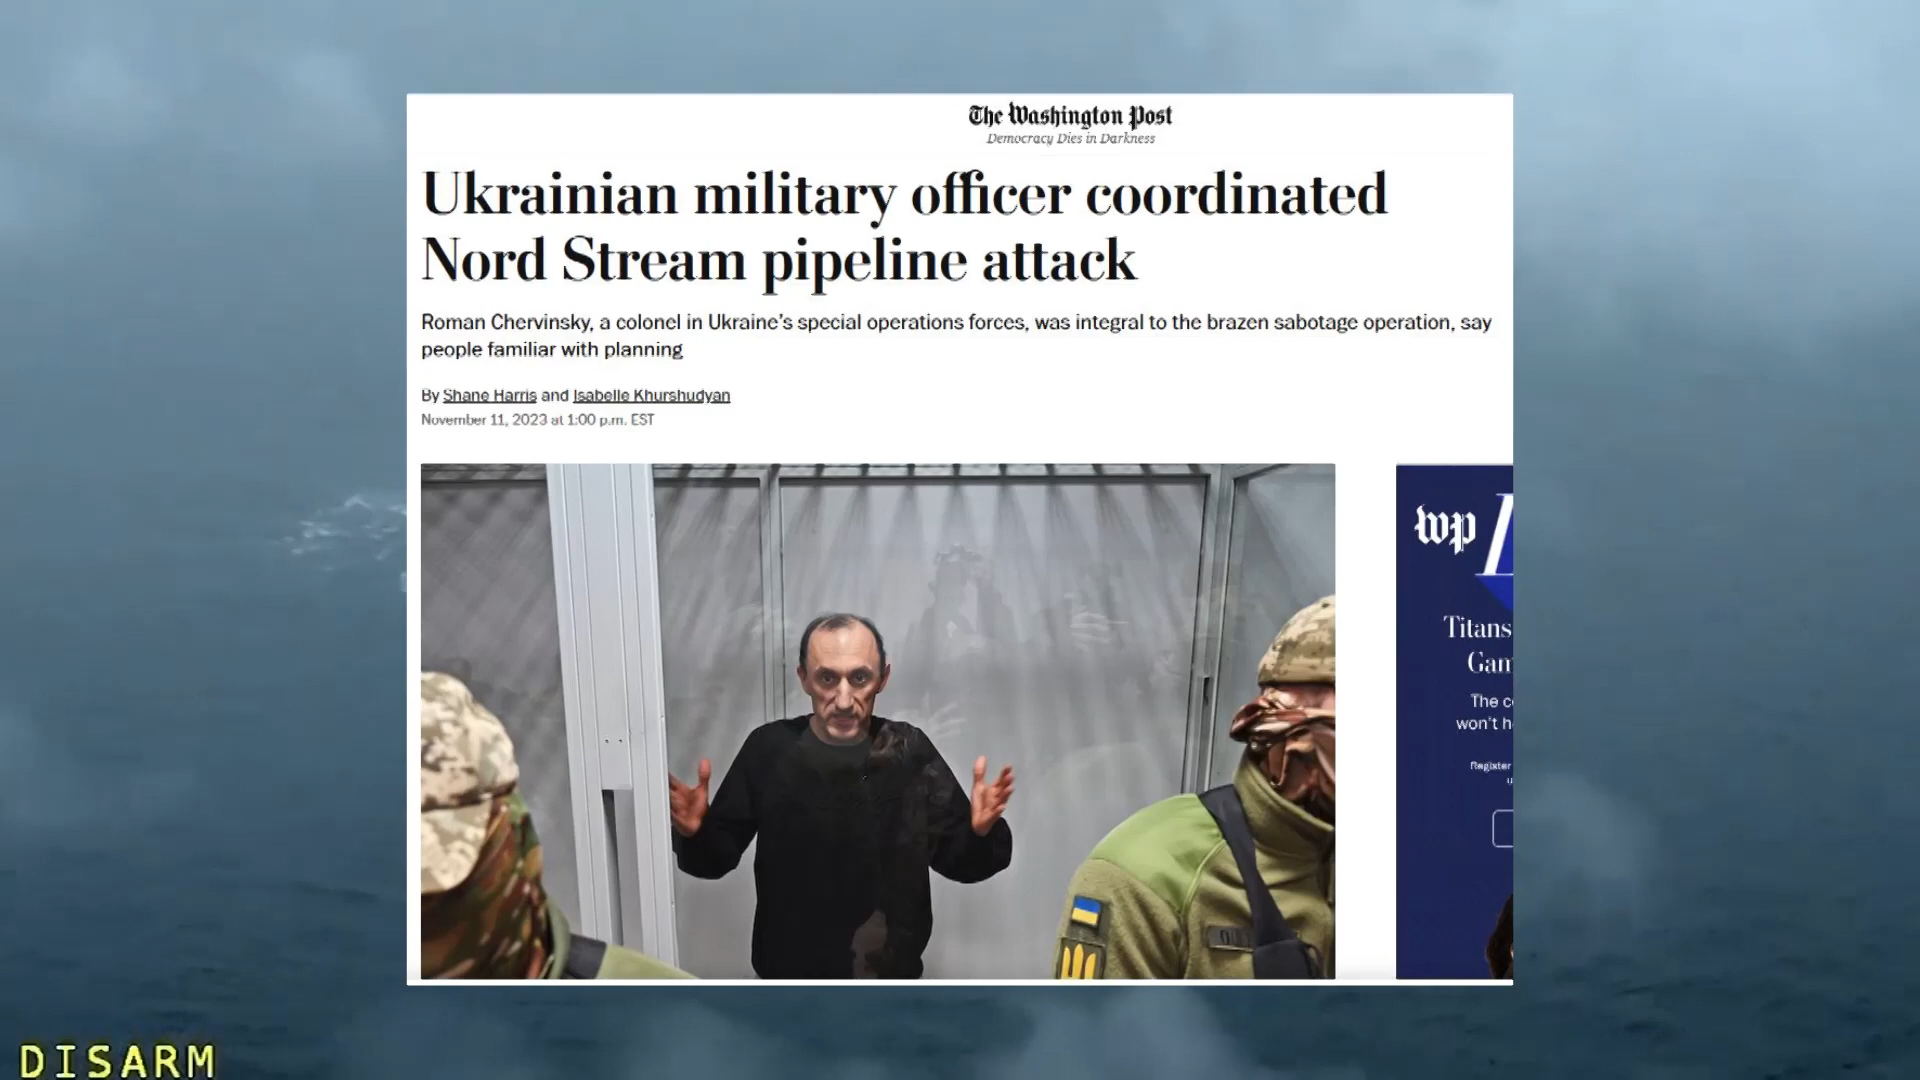 The Washington Post
Democracy Dies in Darkness
Ukrainian military officer coordinated
Nord Stream pipeline attack
Roman Chervinsky, a colonel in Ukraine's special operations forces, was integral to the brazen sabotage operation, say
people familiar with planning
By Shane Harris and Isabelle Khurshudyan
November 11, 2023 at 1:00 p.m. EST
wp
Titans
Gam
The c
won't h
Register
u
DISARM